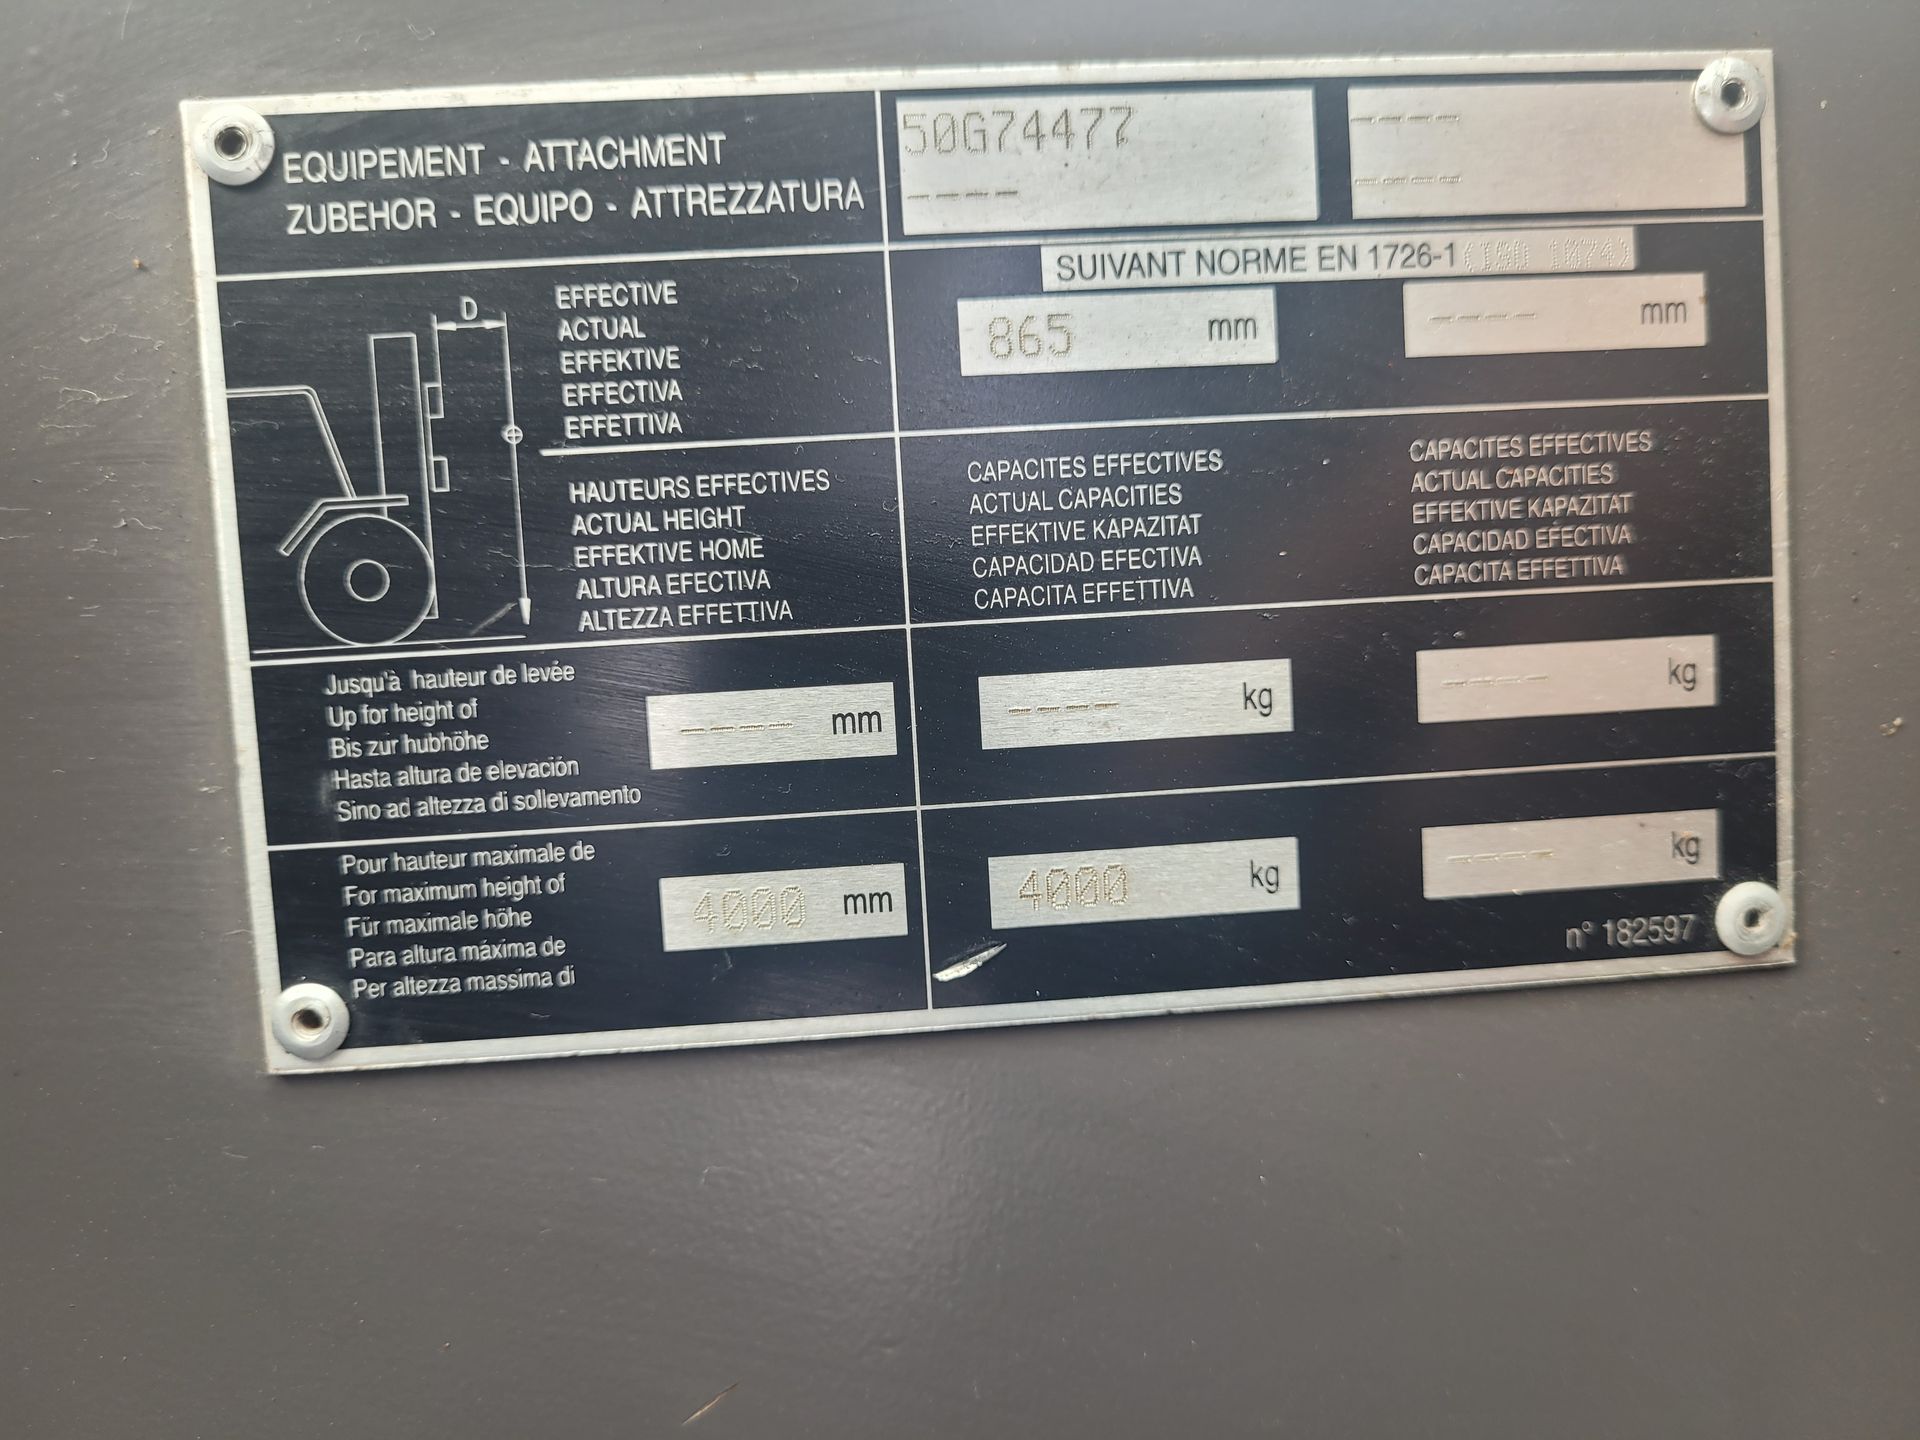 EQUIPEMENT - ATTACHMENT
ZUBEHOR - EQUIPO - ATTREZZATURA
50G74477
----
----
----
SUIVANT NORME EN 1726-1 (ISO 1074)
D
EFFECTIVE
ACTUAL
EFFEKTIVE
EFFECTIVA
EFFETTIVA
865 mm
---- mm
HAUTEURS EFFECTIVES
ACTUAL HEIGHT
EFFEKTIVE HOME
ALTURA EFECTIVA
ALTEZZA EFFETTIVA
CAPACITES EFFECTIVES
ACTUAL CAPACITIES
EFFEKTIVE KAPAZITAT
CAPACIDAD EFECTIVA
CAPACITA EFFETTIVA
CAPACITES EFFECTIVES
ACTUAL CAPACITIES
EFFEKTIVE KAPAZITAT
CAPACIDAD EFECTIVA
CAPACITA EFFETTIVA
Jusqu'à hauteur de levée
Up for height of
Bis zur hubhöhe
Hasta altura de elevación
Sino ad altezza di sollevamento
---- mm
---- kg
---- kg
Pour hauteur maximale de
For maximum height of
Für maximale höhe
Para altura máxima de
Per altezza massima di
4000 mm
4000 kg
---- kg
n° 182597